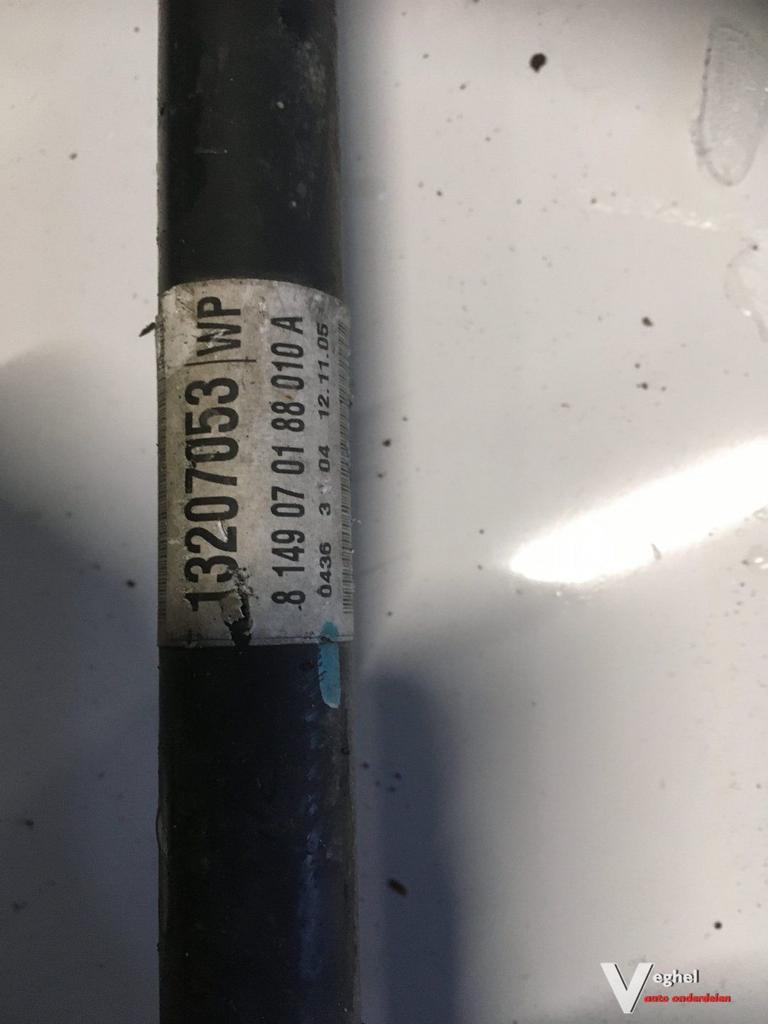 13207053 WP
8 149 07 01 88 010 A
0436 3 04 12.11.05
Veghel
auto onderdelen